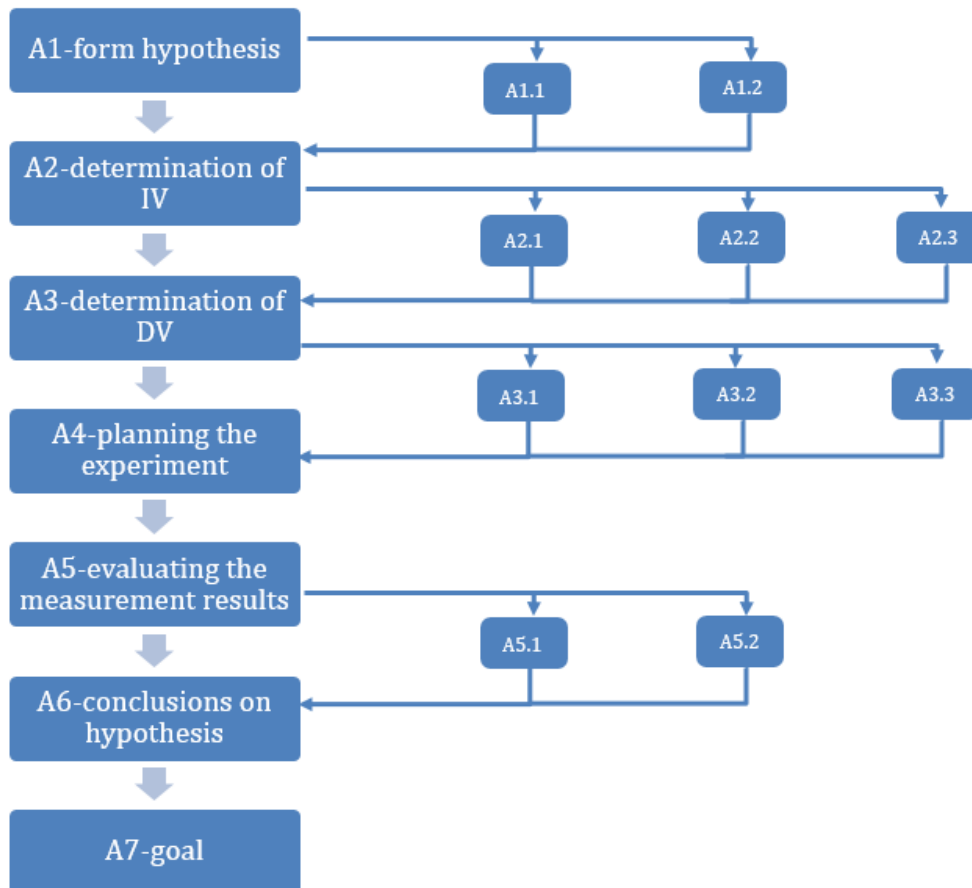 A1-form hypothesis
A1.1
A1.2
A2-determination of
IV
A2.1
A2.2
A2.3
A3-determination of
DV
A3.1
A3.2
A3.3
A4-planning the
experiment
A5-evaluating the
measurement results
A5.1
A5.2
A6-conclusions on
hypothesis
A7-goal